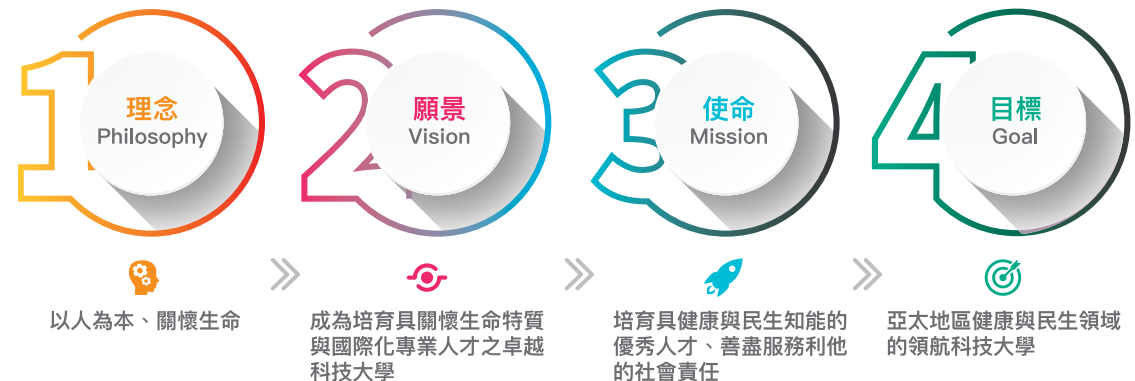 1
理念
Philosophy
以人為本、關懷生命
2
願景
Vision
成為培育具關懷生命特質
與國際化專業人才之卓越
科技大學
3
使命
Mission
培育具健康與民生知能的
優秀人才、善盡服務利他
的社會責任
4
目標
Goal
亞太地區健康與民生領域
的領航科技大學